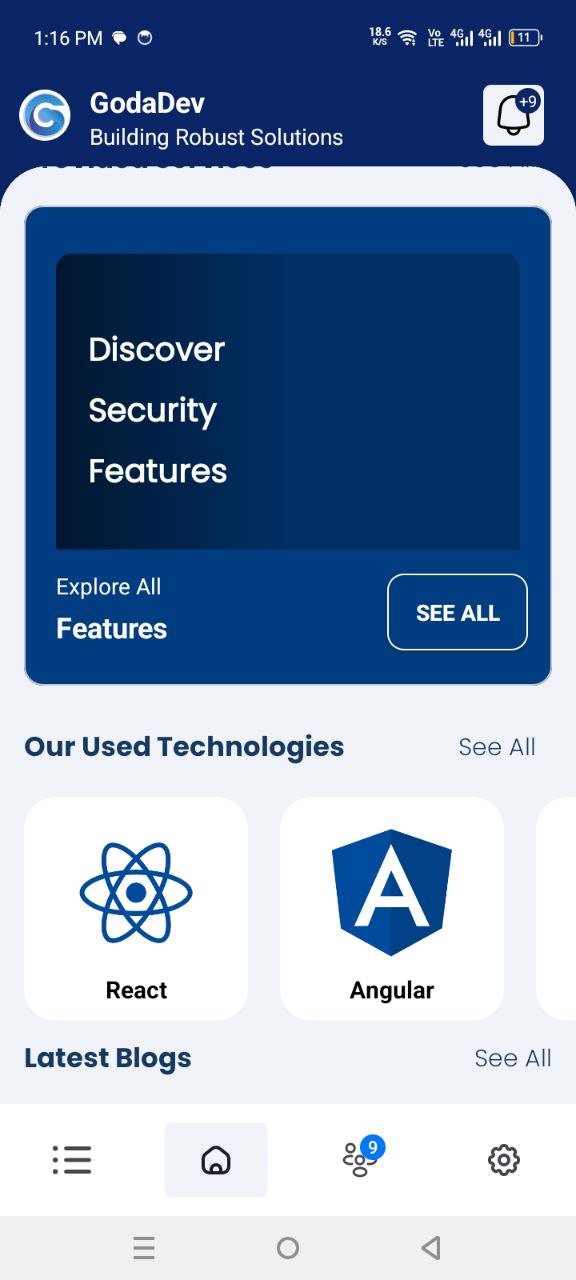 1:16 PM
18.6
K/S
Vo
LTE
4G
4G
11
GodaDev
Building Robust Solutions
+9
Discover
Security
Features
Explore All
Features
SEE ALL
Our Used Technologies
See All
React
Angular
Latest Blogs
See All
9